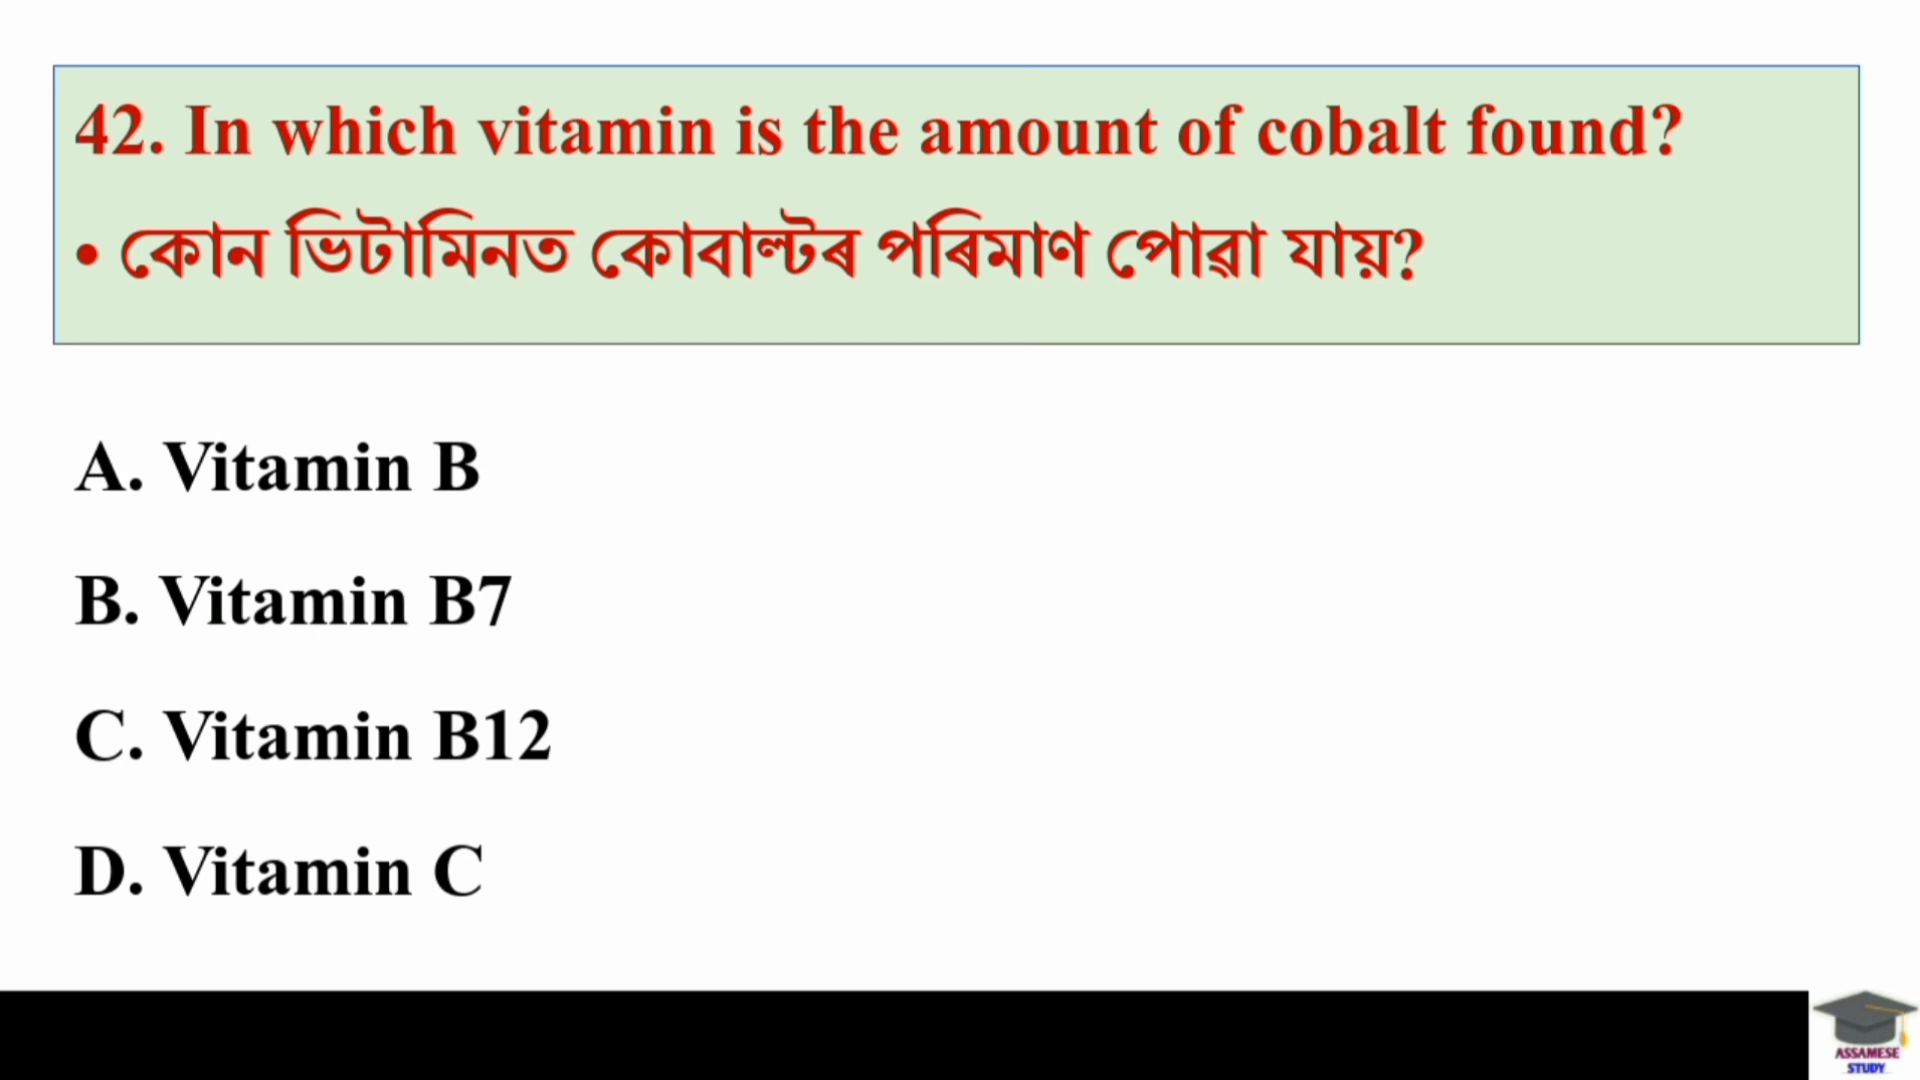 42. In which vitamin is the amount of cobalt found?
• কোন ভিটামিনত কোবাল্টৰ পৰিমাণ পোৱা যায়?
A. Vitamin B
B. Vitamin B7
C. Vitamin B12
D. Vitamin C
ASSAMESE
STUDY